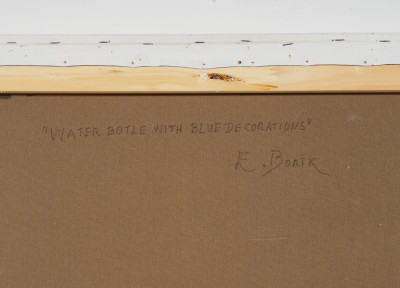 "WATER BOTLE WITH BLUE DECORATIONS"
E. Borik